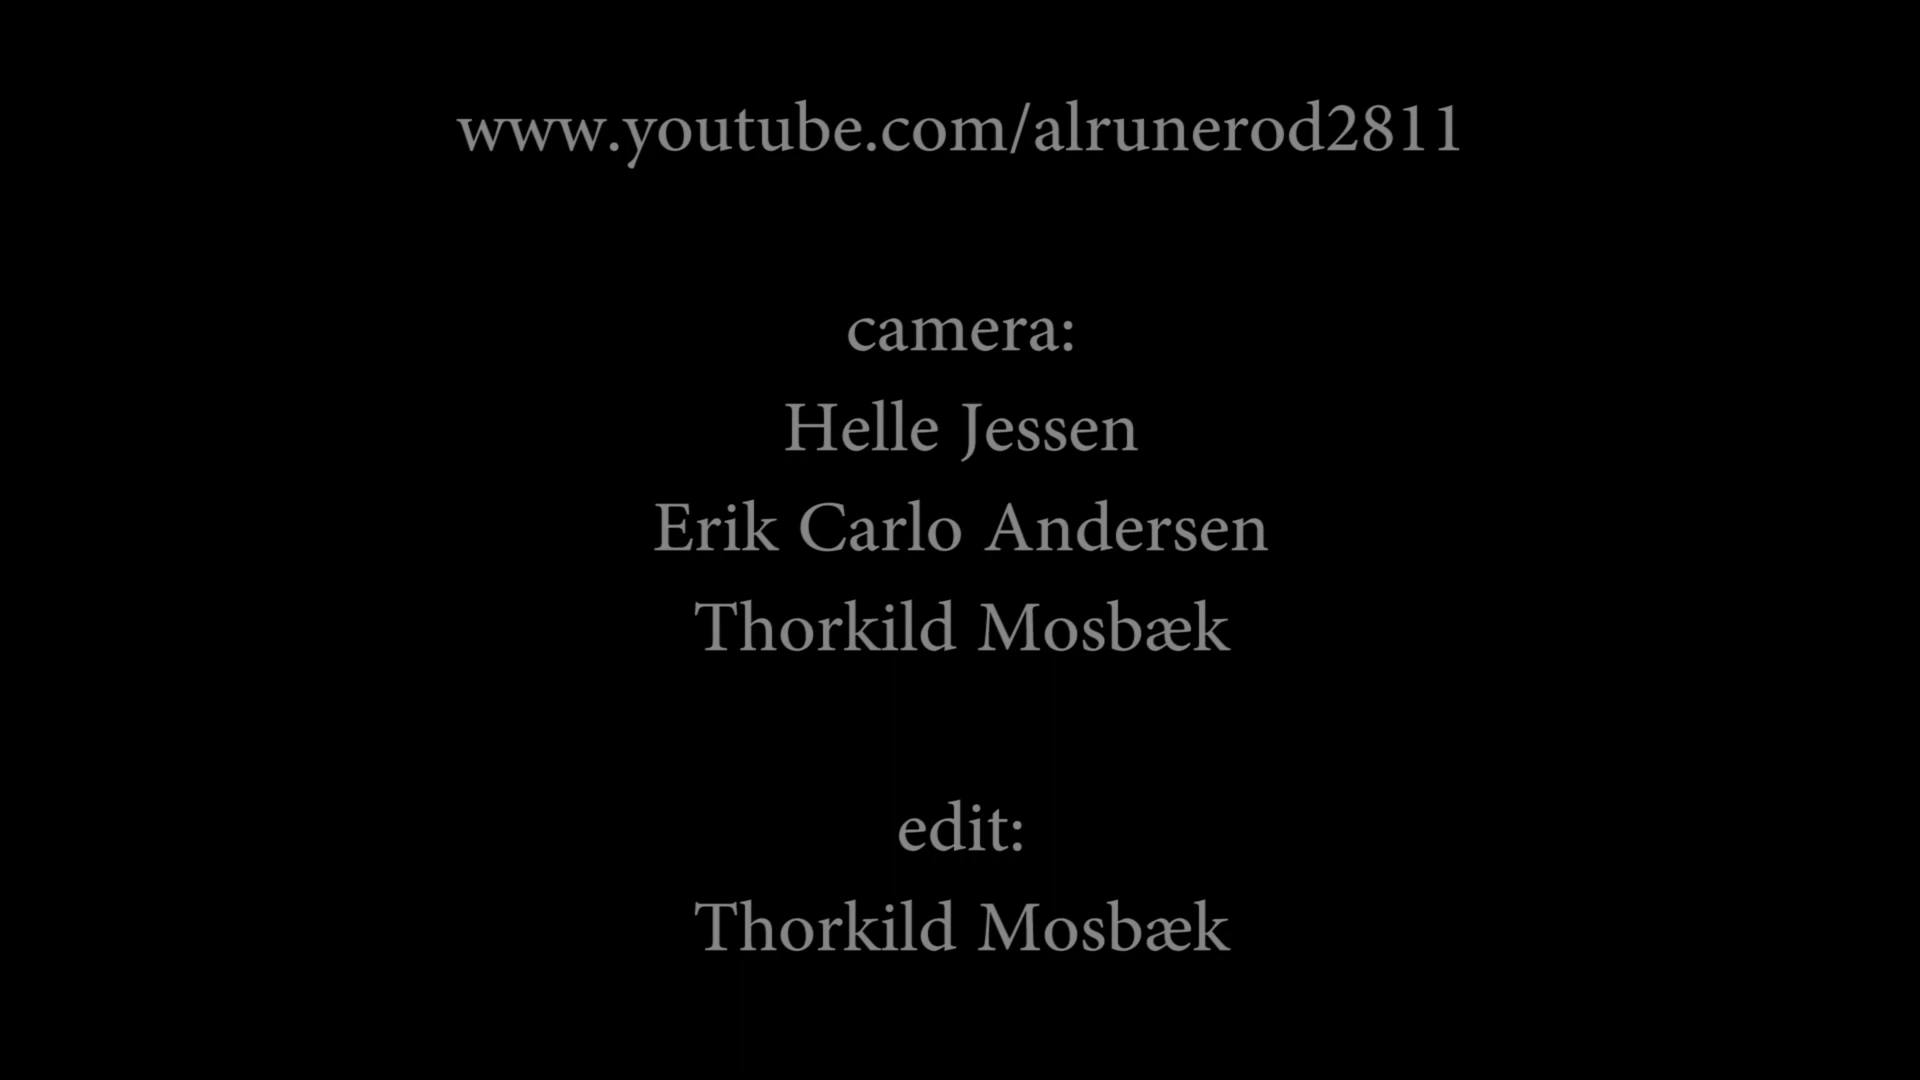 www.youtube.com/alrunerod2811
camera:
Helle Jessen
Erik Carlo Andersen
Thorkild Mosbæk
edit:
Thorkild Mosbæk